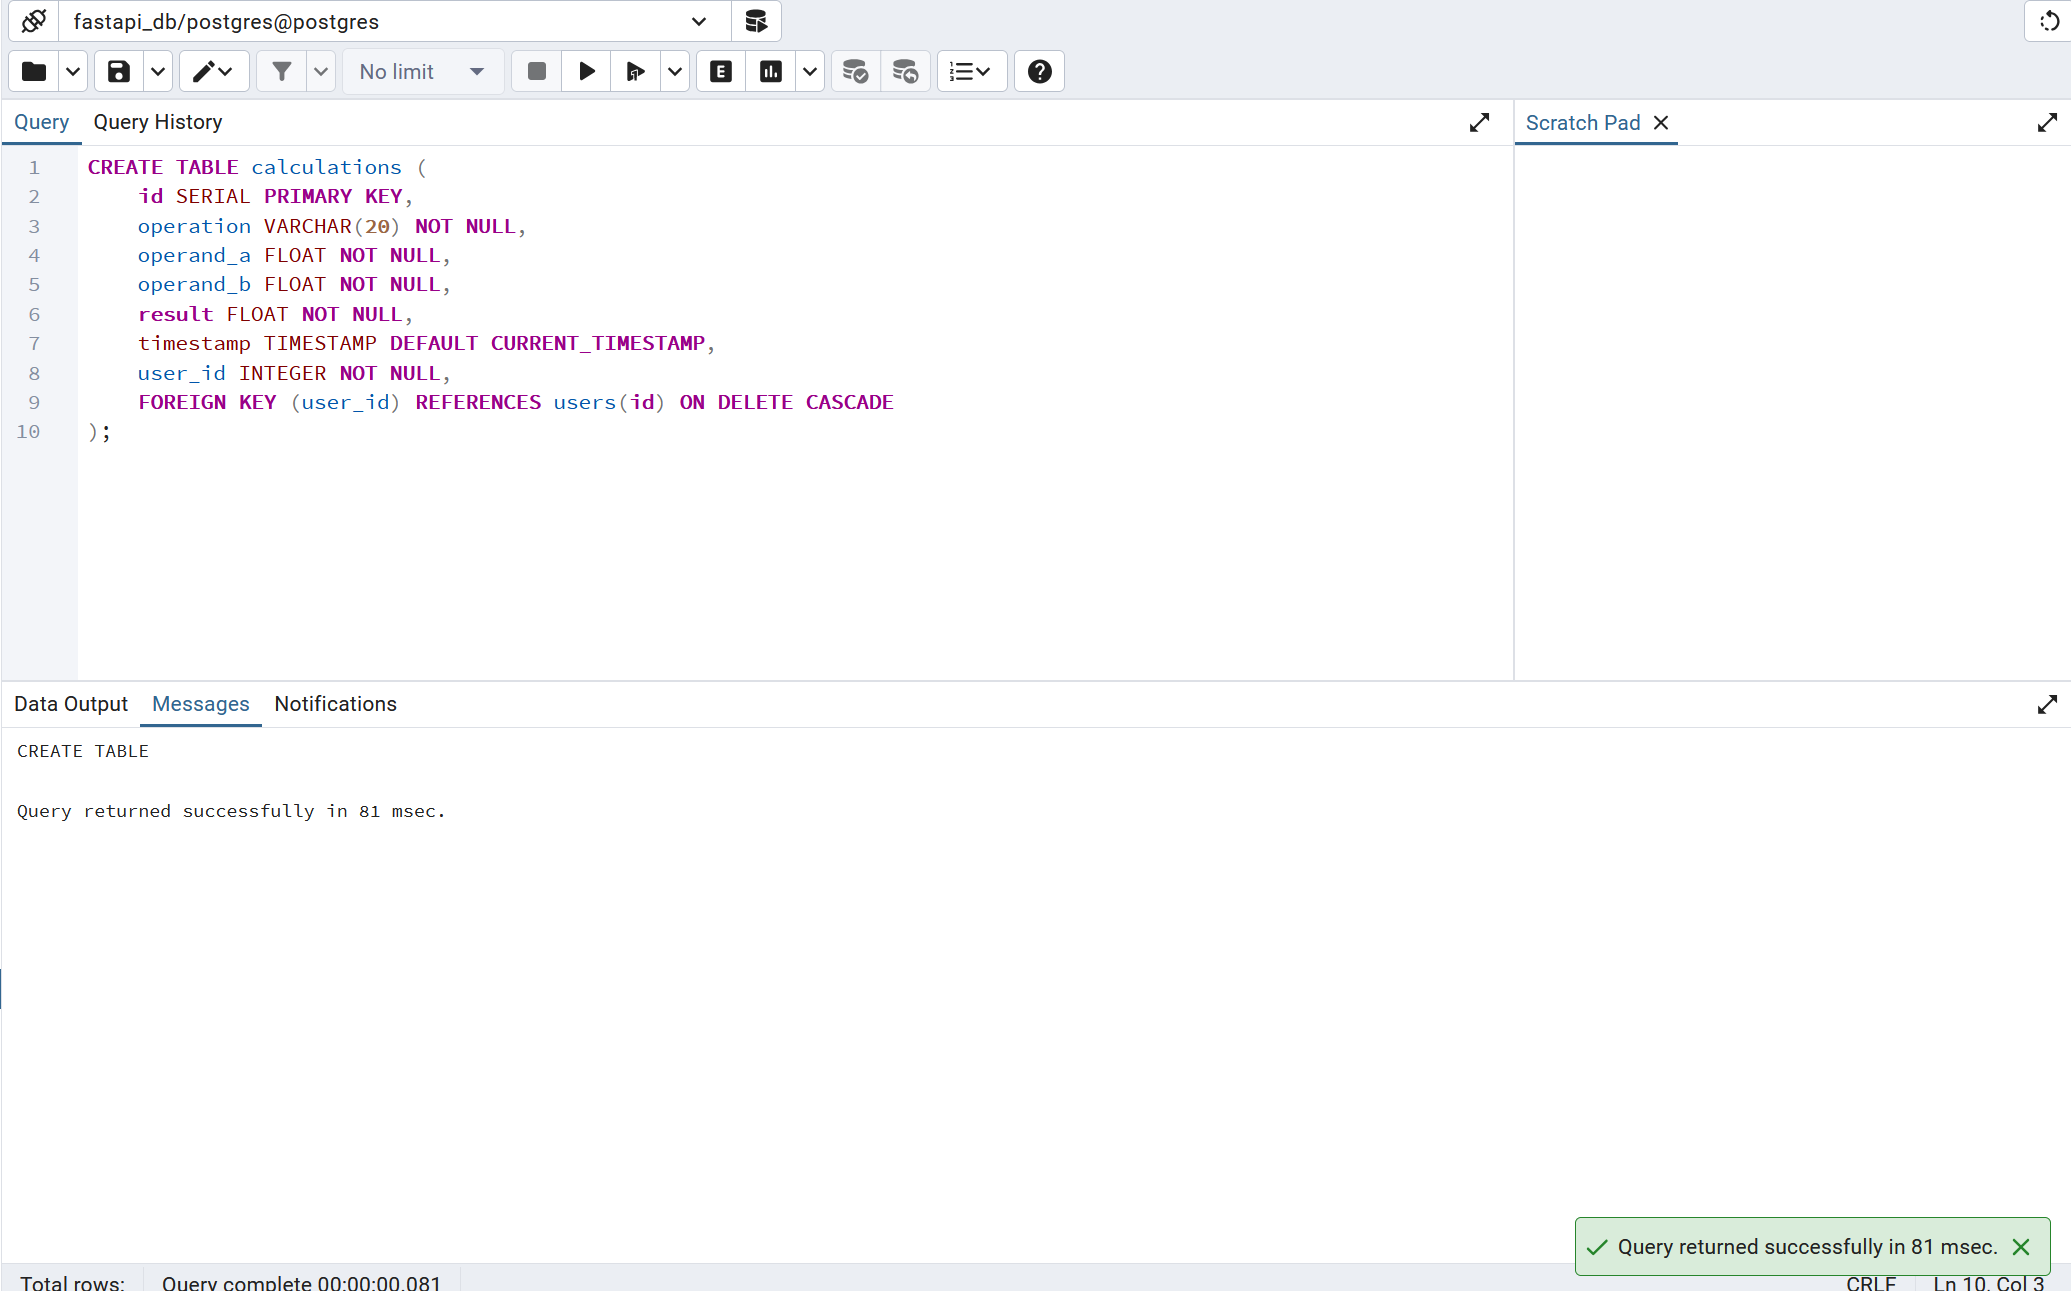 fastapi_db/postgres@postgres
No limit
E
Query Query History
Scratch Pad
1 CREATE TABLE calculations (
2 id SERIAL PRIMARY KEY,
3 operation VARCHAR(20) NOT NULL,
4 operand_a FLOAT NOT NULL,
5 operand_b FLOAT NOT NULL,
6 result FLOAT NOT NULL,
7 timestamp TIMESTAMP DEFAULT CURRENT_TIMESTAMP,
8 user_id INTEGER NOT NULL,
9 FOREIGN KEY (user_id) REFERENCES users(id) ON DELETE CASCADE
10 );
Data Output Messages Notifications
CREATE TABLE
Query returned successfully in 81 msec.
Query returned successfully in 81 msec.
Total rows: Query complete 00:00:00.081 CRLF Ln 10, Col 3